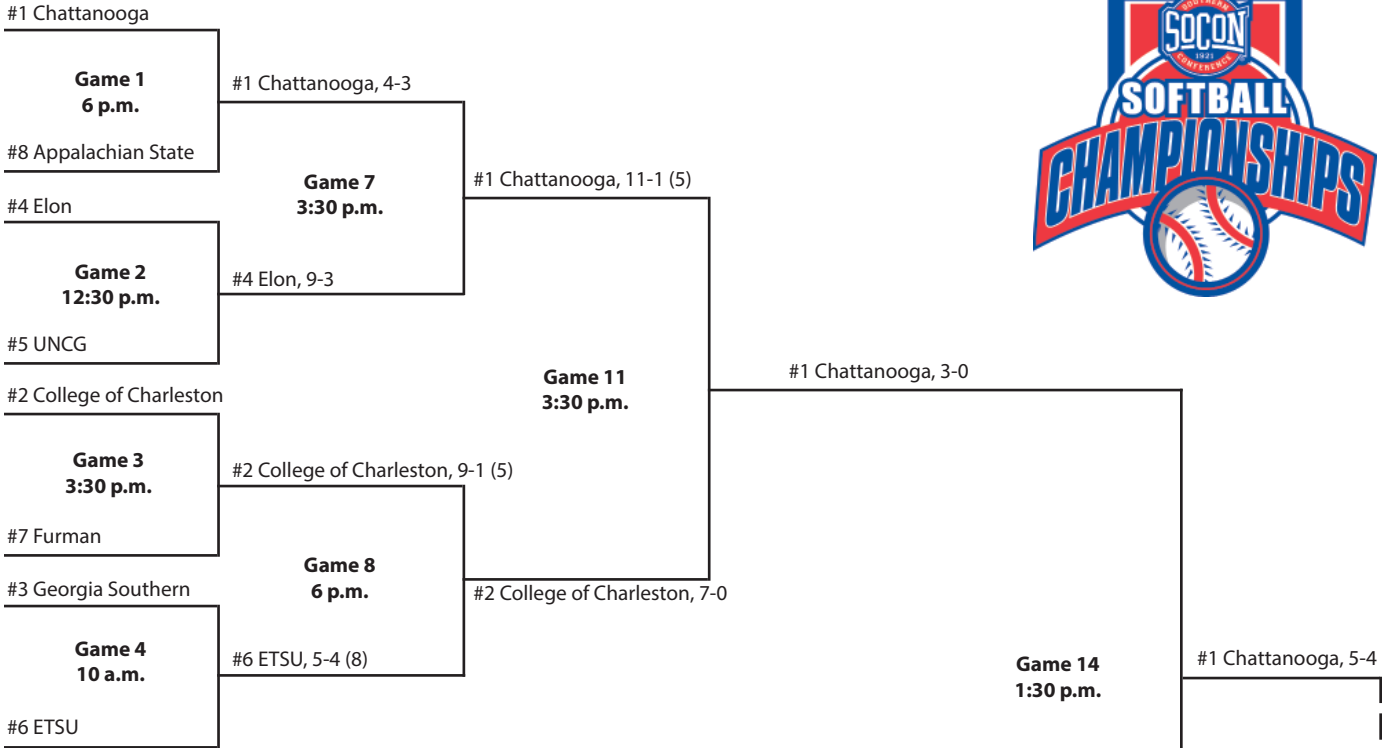 #1 Chattanooga
Game 1
6 p.m.
#8 Appalachian State
#4 Elon
Game 2
12:30 p.m.
#5 UNCG
#2 College of Charleston
Game 3
3:30 p.m.
#7 Furman
#3 Georgia Southern
Game 4
10 a.m.
#6 ETSU
#1 Chattanooga, 4-3
Game 7
3:30 p.m.
#4 Elon, 9-3
#2 College of Charleston, 9-1 (5)
Game 8
6 p.m.
#6 ETSU, 5-4 (8)
#1 Chattanooga, 11-1 (5)
Game 11
3:30 p.m.
#2 College of Charleston, 7-0
#1 Chattanooga, 3-0
Game 14
1:30 p.m.
#1 Chattanooga, 5-4
SOUTHERN
SOCON
1921
CONFERENCE
SOFTBALL
CHAMPIONSHIPS